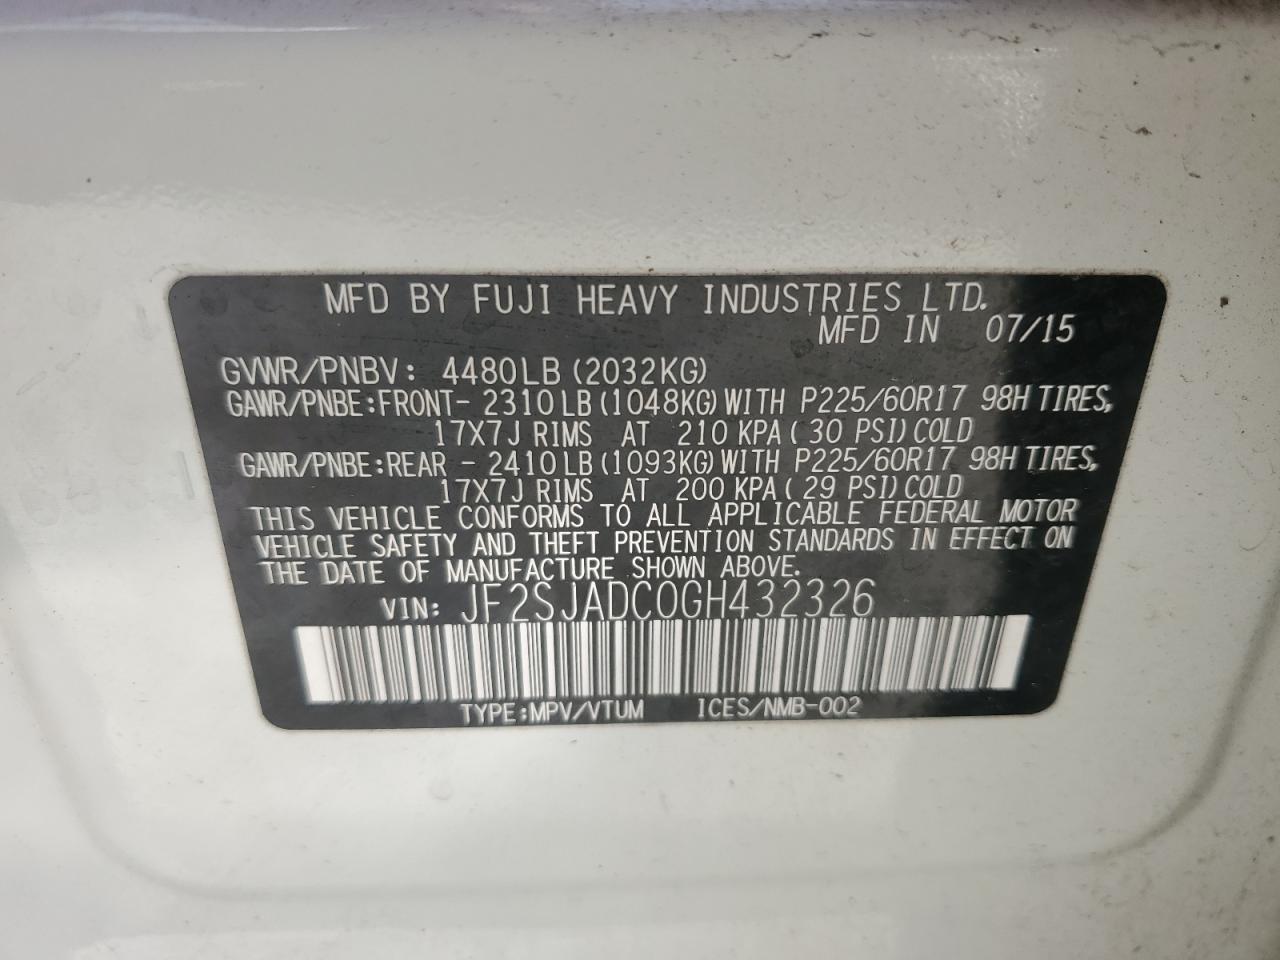 MFD BY FUJI HEAVY INDUSTRIES LTD.
MFD IN 07/15
GVWR/PNBV: 4480LB (2032KG)
GAWR/PNBE:FRONT- 2310LB (1048KG) WITH P225/60R17 98H TIRES,
17X7J RIMS AT 210 KPA ( 30 PSI) COLD
GAWR/PNBE:REAR - 2410LB (1093KG) WITH P225/60R17 98H TIRES,
17X7J RIMS AT 200 KPA ( 29 PSI) COLD
THIS VEHICLE CONFORMS TO ALL APPLICABLE FEDERAL MOTOR
VEHICLE SAFETY AND THEFT PREVENTION STANDARDS IN EFFECT ON
THE DATE OF MANUFACTURE SHOWN ABOVE.
VIN: JF2SJADC0GH432326
TYPE:MPV/VTUM ICES/NMB-002